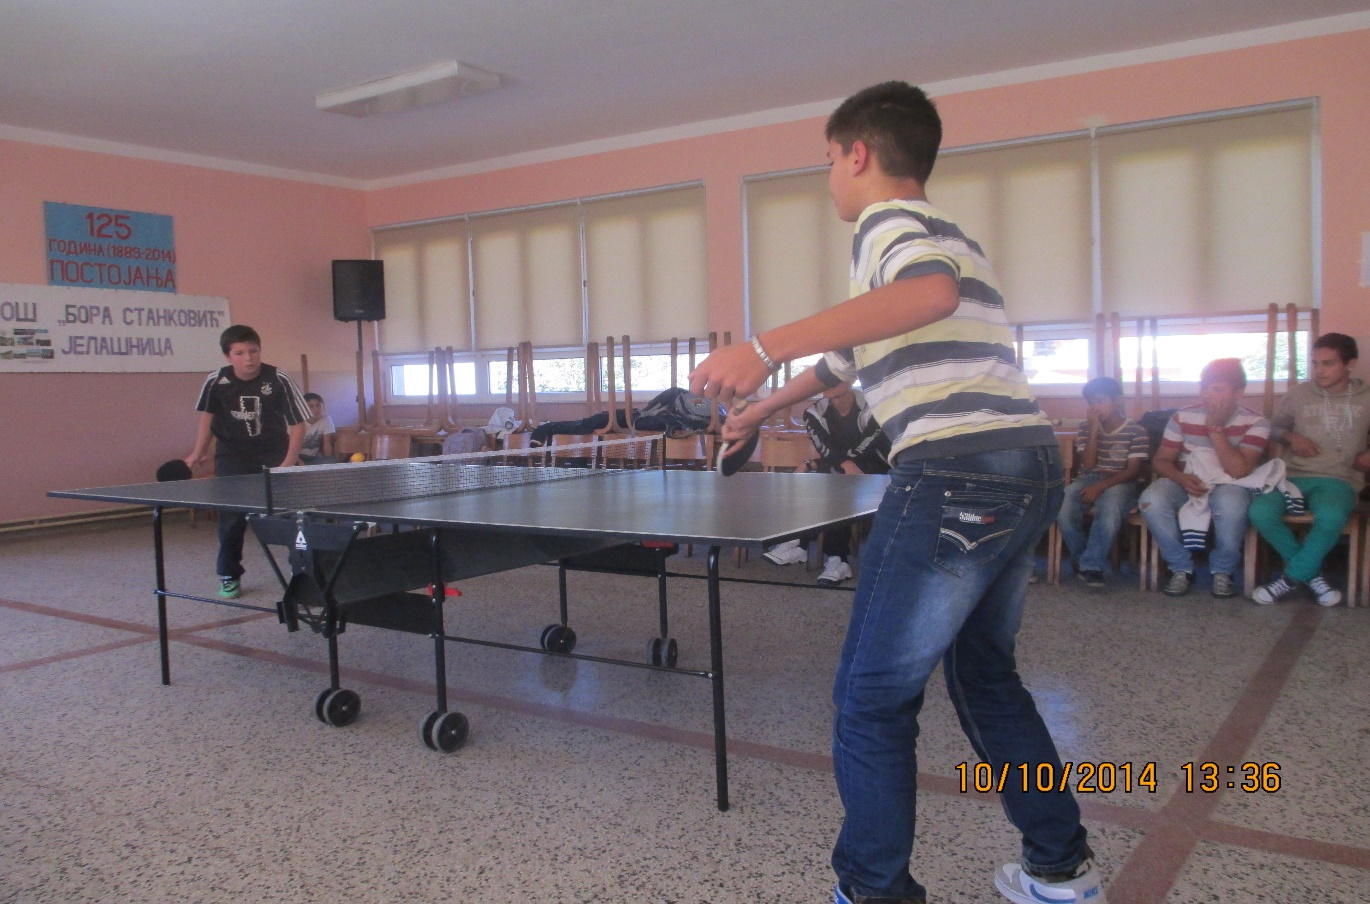 125
ГОДИНА (1889-2014)
ПОСТОЈАЊА
ОШ „БОРА СТАНКОВИЋ"
ЈЕЛАШНИЦА
10/10/2014 13:36